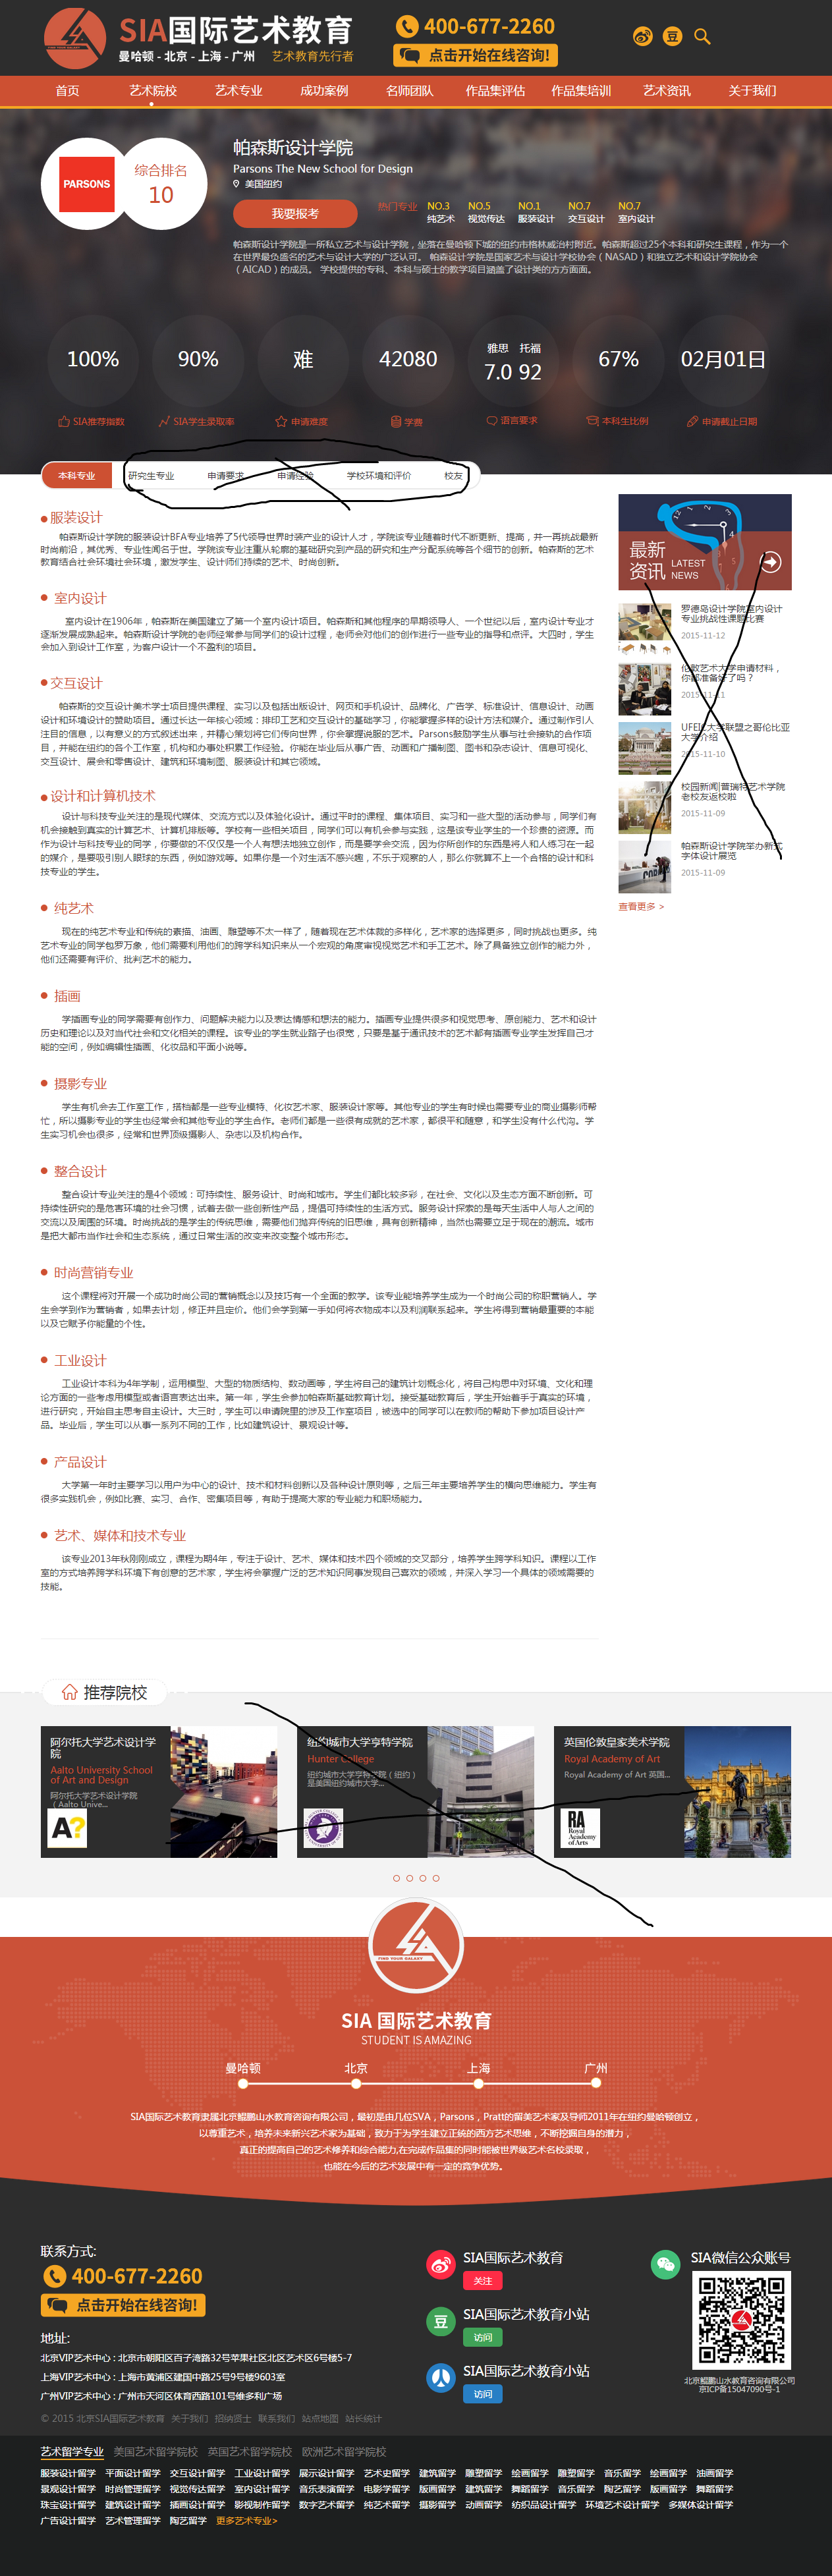 SIA国际艺术教育
曼哈顿 - 北京 - 上海 - 广州 艺术教育先行者
400-677-2260
点击开始在线咨询!
豆
首页 艺术院校 艺术专业 成功案例 名师团队 作品集评估 作品集培训 艺术资讯 关于我们
PARSONS
综合排名
10
帕森斯设计学院
Parsons The New School for Design
美国纽约
我要报考
热门专业
NO.3 NO.5 NO.1 NO.7 NO.7
纯艺术 视觉传达 服装设计 交互设计 室内设计
帕森斯设计学院是一所私立艺术与设计学院，坐落在曼哈顿下城的纽约市格林威治村附近。帕森斯超过25个本科和研究生课程，作为一个
在世界最负盛名的艺术与设计大学的广泛认可。 帕森设计学院是国家艺术与设计学校协会（NASAD）和独立艺术和设计学院协会
（AICAD）的成员。 学校提供的专科、本科与硕士的教学项目涵盖了设计类的方方面面。
100% 90% 难 42080 雅思 托福 67% 02月01日
7.0 92
SIA推荐指数 SIA学生录取率 申请难度 学费 语言要求 本科生比例 申请截止日期
本科专业 研究生专业 申请要求 申请经验 学校环境和评价 校友
服装设计
帕森斯设计学院的服装设计BFA专业培养了5代领导世界时装产业的设计人才，学院该专业随着时代不断更新、提高，并一再挑战最新
时尚前沿，其优秀、专业性闻名于世。学院该专业注重从轮廓的基础研究到产品的研究和生产分配系统等各个细节的创新。帕森斯的艺术
教育结合社会环境社会环境，激发学生、设计师们持续的艺术、时尚创新。
室内设计
室内设计在1906年，帕森斯在美国建立了第一个室内设计项目。帕森斯和其他程序的早期领导人、一个世纪以后，室内设计专业才
逐渐发展成熟起来。帕森斯设计学院的老师经常参与同学们的设计过程，老师会对他们的创作进行一些专业的指导和点评。大四时，学生
会加入到设计工作室，为客户设计一个不盈利的项目。
交互设计
帕森斯的交互设计美术学士项目提供课程、实习以及包括出版设计、网页和手机设计、品牌化、广告学、标准设计、信息设计、动画
设计和环境设计的赞助项目。通过长达一年核心领域：排印工艺和交互设计的基础学习，你能掌握多样的设计方法和媒介。通过制作引人
注目的信息，以有意义的方式叙述出来，并精心策划将它们传向世界，你会掌握说服的艺术。Parsons鼓励学生从事与社会接轨的合作项
目，并能在纽约的各个工作室，机构和办事处积累工作经验。你能在毕业后从事广告、动画和广播制图、图书和杂志设计、信息可视化、
交互设计、展会和零售设计、建筑和环境制图、服装设计和其它领域。
设计和计算机技术
设计与科技专业关注的是现代媒体、交流方式以及体验化设计。通过平时的课程、集体项目、实习和一些大型的活动参与，同学们有
机会接触到真实的计算艺术、计算机排版等。学校有一些相关项目，同学们可以有机会参与实践，这是该专业学生的一个珍贵的资源。而
作为设计与科技专业的同学，你要做的不仅仅是一个人有想法地独立创作，而是要学会交流，因为你所创作的东西是将人和人练习在一起
的媒介，是要吸引别人眼球的东西，例如游戏等。如果你是一个对生活不感兴趣，不乐于观察的人，那么你就算不上一个合格的设计和科
技专业的学生。
纯艺术
现在的纯艺术专业和传统的素描、油画、雕塑等不太一样了，随着现在艺术体裁的多样化，艺术家的选择更多，同时挑战也更多。纯
艺术专业的同学包罗万象，他们需要利用他们的跨学科知识来从一个宏观的角度审视视觉艺术和手工艺术。除了具备独立创作的能力外，
他们还需要有评价、批判艺术的能力。
插画
学插画专业的同学需要有创作力、问题解决能力以及表达情感和想法的能力。插画专业提供很多和视觉思考、原创能力、艺术和设计
历史和理论以及对当代社会和文化相关的课程。该专业的学生就业路子也很宽，只要是基于通讯技术的艺术都有插画专业学生发挥自己才
能的空间，例如编辑性插画、化妆品和平面小说等。
摄影专业
学生有机会去工作室工作，搭档都是一些专业模特、化妆艺术家、服装设计家等。其他专业的学生有时候也需要专业的商业摄影师帮
忙，所以摄影专业的学生也经常会和其他专业的学生合作。老师们都是一些很有成就的艺术家，都很平和随意，和学生没有什么代沟。学
生实习机会也很多，经常和世界顶级摄影人、杂志以及机构合作。
整合设计
整合设计专业关注的是4个领域：可持续性、服务设计、时尚和城市。学生们都比较多彩，在社会、文化以及生态方面不断创新。可
持续性研究的是危害环境的社会习惯，试着去做一些创新性产品，提倡可持续性的生活方式。服务设计探索的是每天生活中人与人之间的
交流以及周围的环境。时尚挑战的是学生的传统思维，需要他们抛弃传统的旧思维，具有创新精神，当然也需要立足于现在的潮流。城市
是把大都市当作社会和生态系统，通过日常生活的改变来改变整个城市形态。
时尚营销专业
这个课程将对开展一个成功时尚公司的营销概念以及技巧有一个全面的教学。该专业能培养学生成为一个时尚公司的称职营销人。学
生会学到作为营销者，如果去计划，修正并且定价。他们会学到第一手如何将衣物成本以及利润联系起来。学生将得到营销最重要的本能
以及它赋予你能量的个性。
工业设计
工业设计本科为4年学制，运用模型、大型的物质结构、数动画等，学生将自己的建筑计划概念化，将自己构思中对环境、文化和理
论方面的一些考虑用模型或者语言表达出来。第一年，学生会参加帕森斯基础教育计划。接受基础教育后，学生开始着手于真实的环境，
进行研究，开始自主思考自主设计。大三时，学生可以申请院里的涉及工作室项目，被选中的同学可以在教师的帮助下参加项目设计产
品。毕业后，学生可以从事一系列不同的工作，比如建筑设计、景观设计等。
产品设计
大学第一年时主要学习以用户为中心的设计、技术和材料创新以及各种设计原则等，之后三年主要培养学生的横向思维能力。学生有
很多实践机会，例如比赛、实习、合作、密集项目等，有助于提高大家的专业能力和职场能力。
艺术、媒体和技术专业
该专业2013年秋刚刚成立，课程为期4年，专注于设计、艺术、媒体和技术四个领域的交叉部分，培养学生跨学科知识。课程以工作
室的方式培养跨学科环境下有创意的艺术家，学生将会掌握广泛的艺术知识同事发现自己喜欢的领域，并深入学习一个具体的领域需要的
技能。
最新
资讯
LATEST
NEWS
罗德岛设计学院室内设计
专业挑战性课题比赛
2015-11-12
伦敦艺术大学申请材料，
你都准备好了吗？
2015-11-11
UFEIC大学联盟之哥伦比亚
大学介绍
2015-11-10
校园新闻|普瑞特艺术学院
老校友返校啦
2015-11-09
帕森斯设计学院举办新式
字体设计展览
2015-11-09
查看更多 >
推荐院校
阿尔托大学艺术设计学
院
Aalto University School
of Art and Design
阿尔托大学艺术设计学院
（Aalto Unive...
A?
纽约城市大学亨特学院
Hunter College
纽约城市大学亨特学院（纽约）
是美国纽约城市大学...
英国伦敦皇家美术学院
Royal Academy of Art
Royal Academy of Art 英国...
RA
Royal
Academy
of Arts
FIND YOUR GALAXY
SIA 国际艺术教育
STUDENT IS AMAZING
曼哈顿 北京 上海 广州
SIA国际艺术教育隶属北京鲲鹏山水教育咨询有限公司，最初是由几位SVA，Parsons，Pratt的留美艺术家及导师2011年在纽约曼哈顿创立，
以尊重艺术，培养未来新兴艺术家为基础，致力于为学生建立正统的西方艺术思维，不断挖掘自身的潜力，
真正的提高自己的艺术修养和综合能力,在完成作品集的同时能被世界级艺术名校录取，
也能在今后的艺术发展中有一定的竞争优势。
联系方式:
400-677-2260
点击开始在线咨询!
地址:
北京VIP艺术中心：北京市朝阳区百子湾路32号苹果社区北区艺术区6号楼5-7
上海VIP艺术中心：上海市黄浦区建国中路25号9号楼9603室
广州VIP艺术中心：广州市天河区体育西路101号维多利广场
© 2015 北京SIA国际艺术教育 关于我们 招纳贤士 联系我们 站点地图 站长统计
SIA国际艺术教育
关注
豆
SIA国际艺术教育小站
访问
SIA国际艺术教育小站
访问
SIA微信公众账号
北京鲲鹏山水教育咨询有限公司
京ICP备15047090号-1
艺术留学专业 美国艺术留学院校 英国艺术留学院校 欧洲艺术留学院校
服装设计留学 平面设计留学 交互设计留学 工业设计留学 展示设计留学 艺术史留学 建筑留学 雕塑留学 绘画留学 雕塑留学 音乐留学 绘画留学 油画留学
景观设计留学 时尚管理留学 视觉传达留学 室内设计留学 音乐表演留学 电影学留学 版画留学 建筑留学 舞蹈留学 音乐留学 陶艺留学 版画留学 舞蹈留学
珠宝设计留学 建筑设计留学 插画设计留学 影视制作留学 数字艺术留学 纯艺术留学 摄影留学 动画留学 纺织品设计留学 环境艺术设计留学 多媒体设计留学
广告设计留学 艺术管理留学 陶艺留学 更多艺术专业>